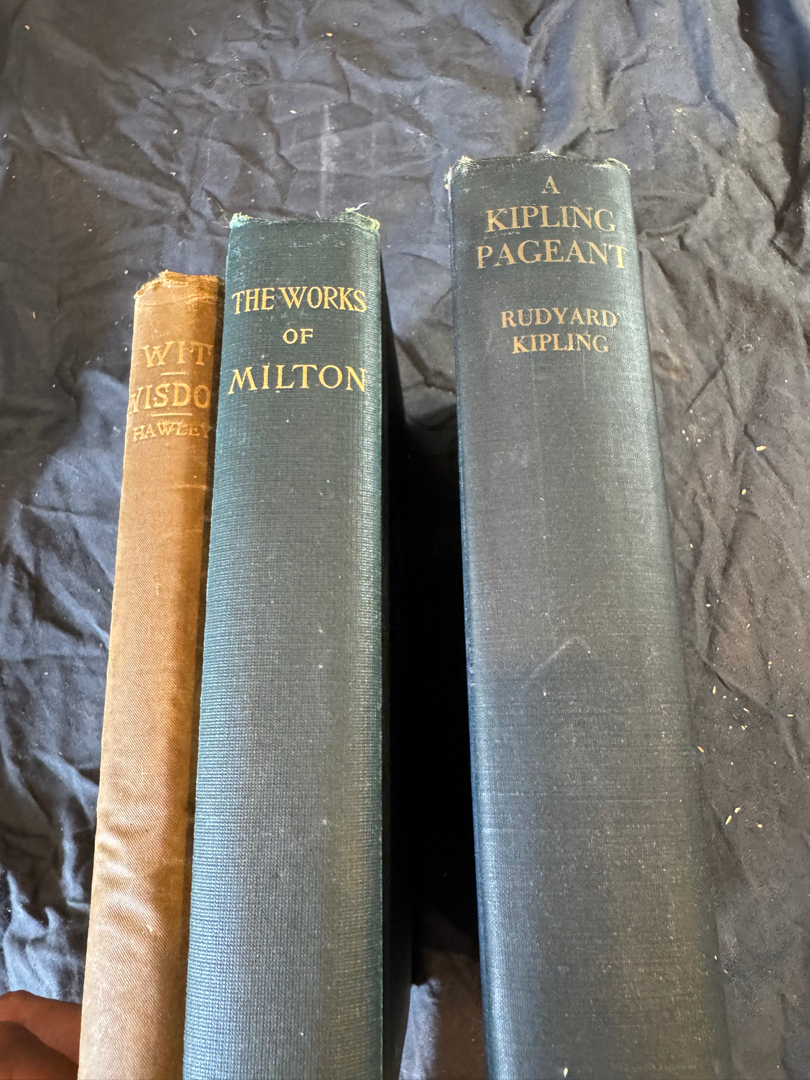 WIT
WISDO
HAWLEY
THE WORKS
OF
MILTON
A
KIPLING
PAGEANT
RUDYARD
KIPLING